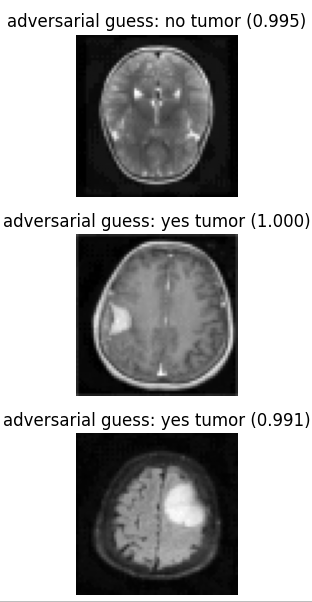 adversarial guess: no tumor (0.995)
adversarial guess: yes tumor (1.000)
adversarial guess: yes tumor (0.991)